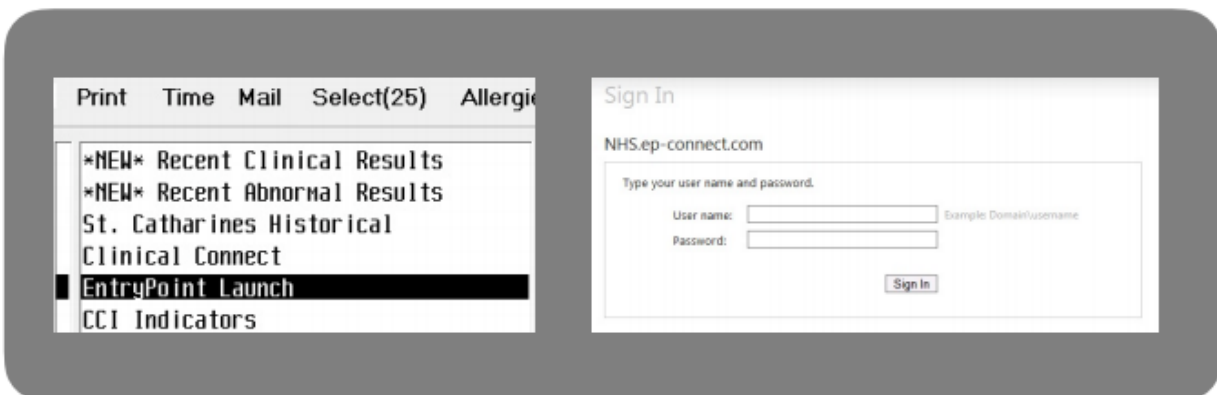 Print Time Mail Select(25) Allergie
*NEW* Recent Clinical Results
*NEW* Recent Abnormal Results
St. Catharines Historical
Clinical Connect
EntryPoint Launch
CCI Indicators
Sign In
NHS.ep-connect.com
Type your user name and password.
User name: Example: Domain\username
Password:
Sign In